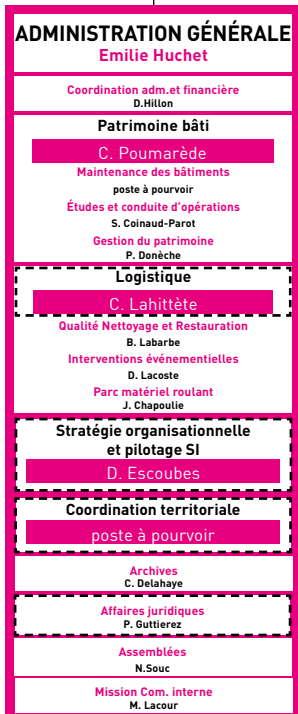 ADMINISTRATION GÉNÉRALE
Emilie Huchet
Coordination adm.et financière
D.Hillon
Patrimoine bâti
C. Poumarède
Maintenance des bâtiments
poste à pourvoir
Études et conduite d'opérations
S. Coinaud-Parot
Gestion du patrimoine
P. Donèche
Logistique
C. Lahittète
Qualité Nettoyage et Restauration
B. Labarbe
Interventions événementielles
D. Lacoste
Parc matériel roulant
J. Chapoulie
Stratégie organisationnelle
et pilotage SI
D. Escoubes
Coordination territoriale
poste à pourvoir
Archives
C. Delahaye
Affaires juridiques
P. Guttierez
Assemblées
N.Souc
Mission Com. interne
M. Lacour